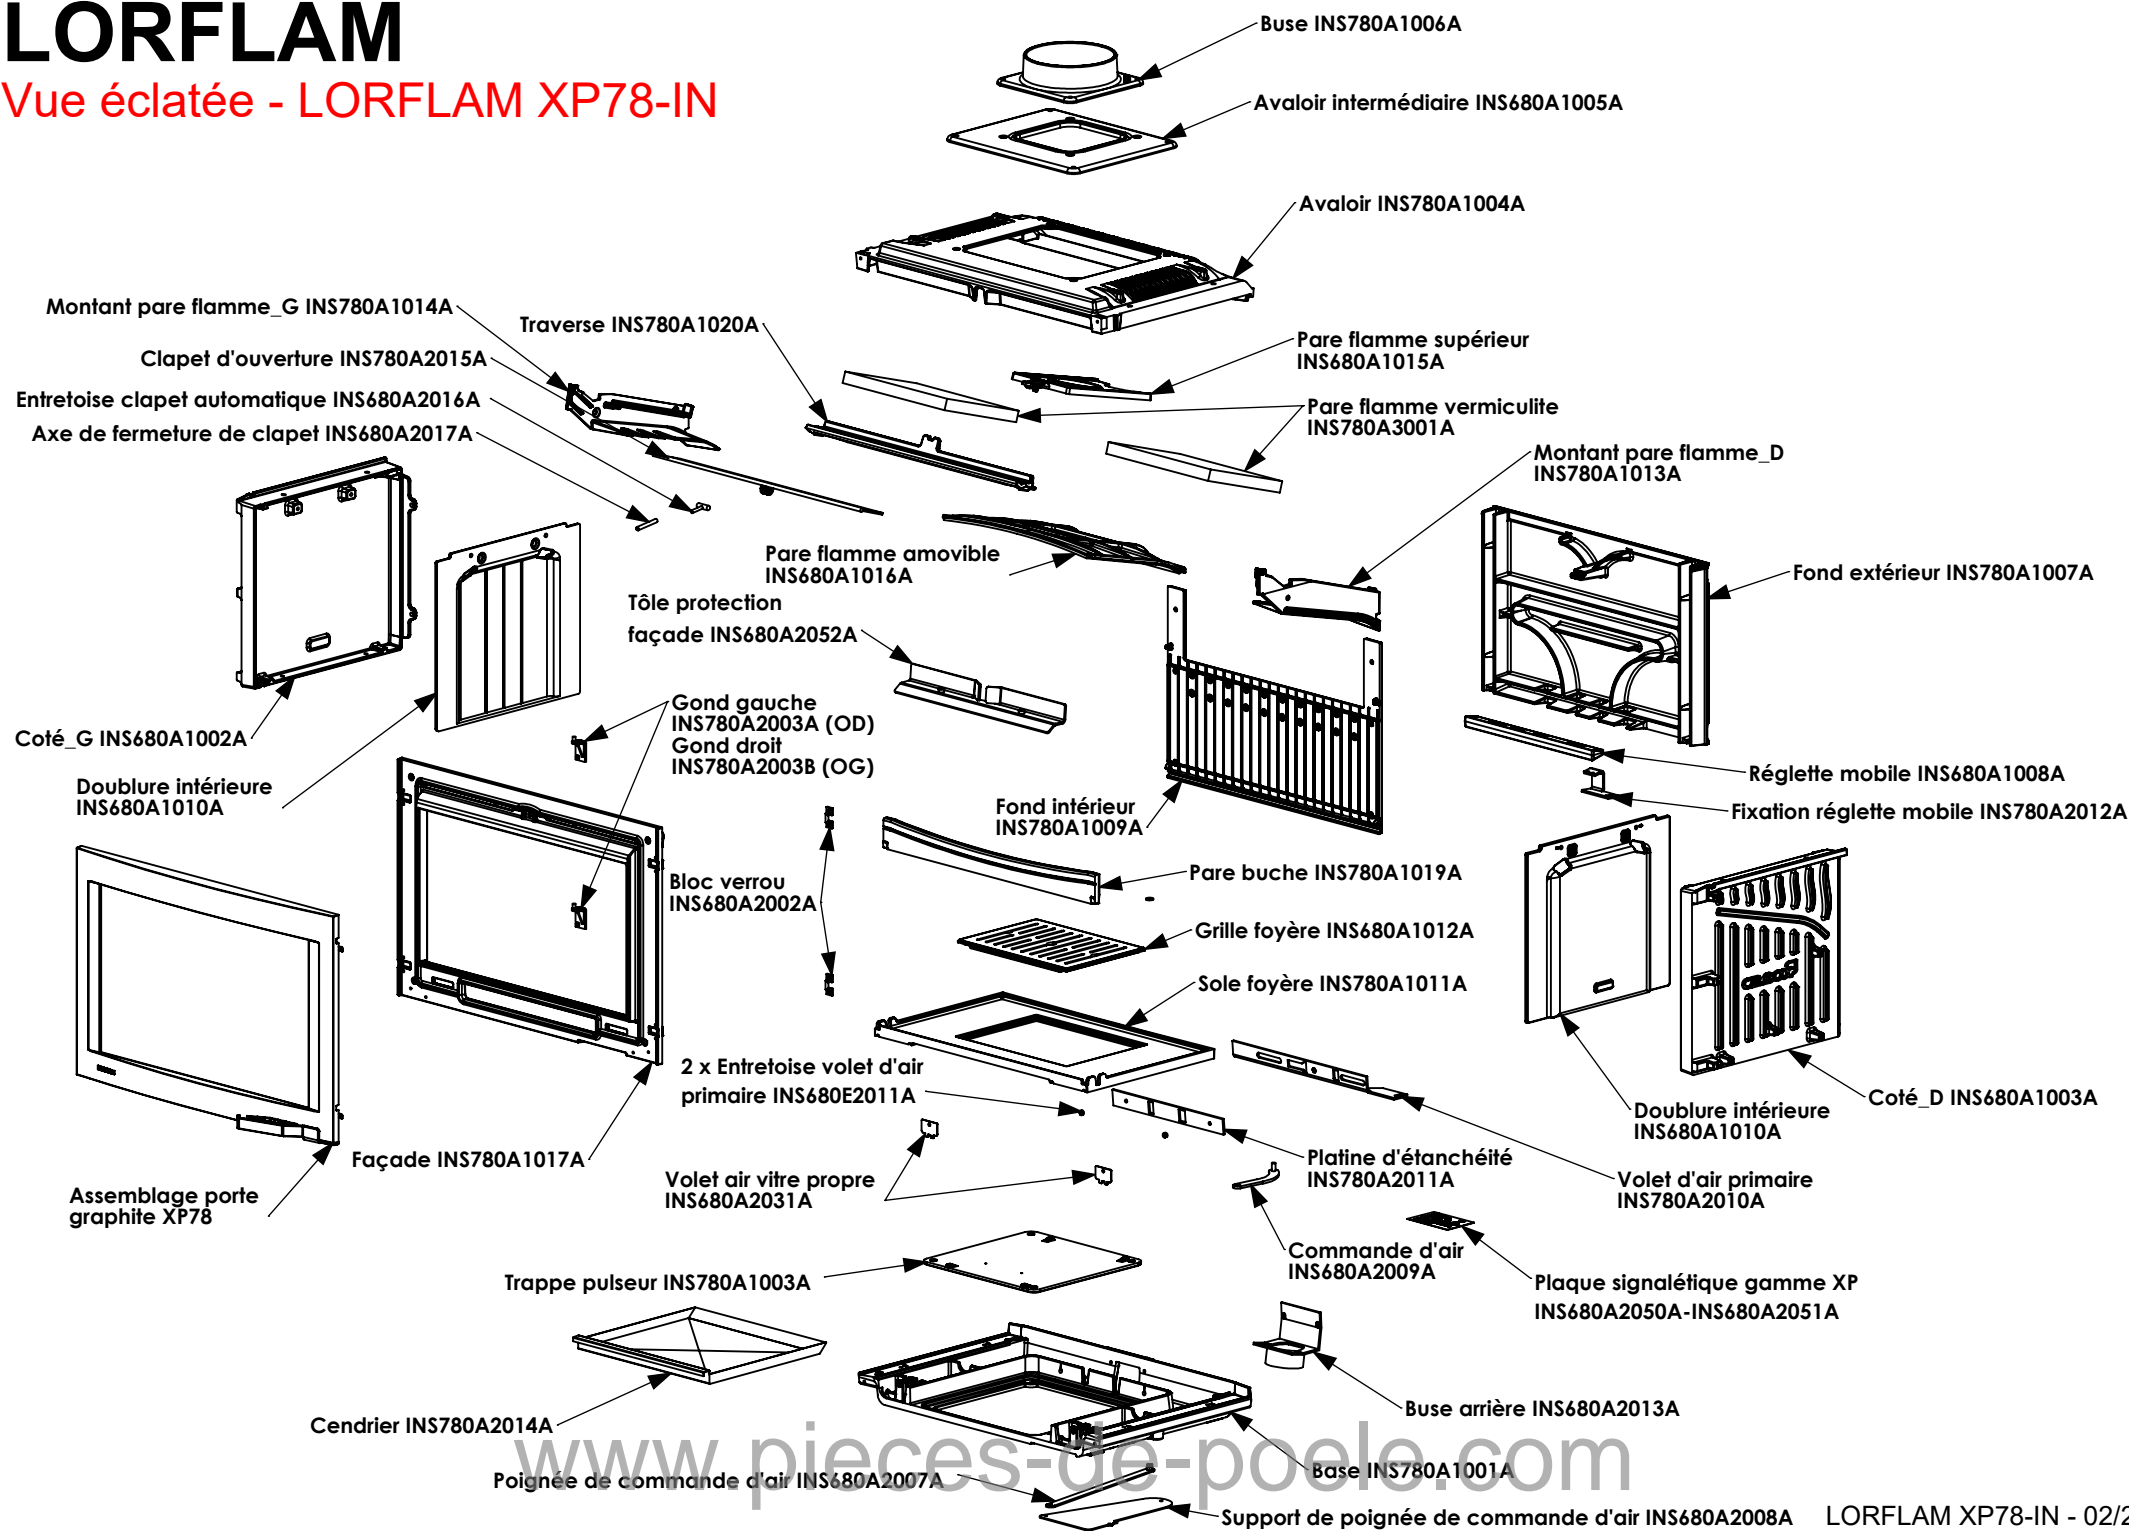 LORFLAM
Vue éclatée - LORFLAM XP78-IN
Buse INS780A1006A
Avaloir intermédiaire INS680A1005A
Avaloir INS780A1004A
Montant pare flamme_G INS780A1014A
Traverse INS780A1020A
Clapet d'ouverture INS780A2015A
Entretoise clapet automatique INS680A2016A
Axe de fermeture de clapet INS680A2017A
Pare flamme supérieur
INS680A1015A
Pare flamme vermiculite
INS780A3001A
Montant pare flamme_D
INS780A1013A
Pare flamme amovible
INS680A1016A
Fond extérieur INS780A1007A
Tôle protection
façade INS680A2052A
Gond gauche
INS780A2003A (OD)
Gond droit
INS780A2003B (OG)
Coté_G INS680A1002A
Doublure intérieure
INS680A1010A
Fond intérieur
INS780A1009A
Réglette mobile INS680A1008A
Fixation réglette mobile INS780A2012A
Bloc verrou
INS680A2002A
Pare buche INS780A1019A
Grille foyère INS680A1012A
Sole foyère INS780A1011A
2 x Entretoise volet d'air
primaire INS680E2011A
Coté_D INS680A1003A
Doublure intérieure
INS680A1010A
Façade INS780A1017A
Volet air vitre propre
INS680A2031A
Platine d'étanchéité
INS780A2011A
Volet d'air primaire
INS780A2010A
Assemblage porte
graphite XP78
Commande d'air
INS680A2009A
Trappe pulseur INS780A1003A
Plaque signalétique gamme XP
INS680A2050A-INS680A2051A
Cendrier INS780A2014A
Buse arrière INS680A2013A
www.pieces-de-poele.com
Poignée de commande d'air INS680A2007A
Base INS780A1001A
Support de poignée de commande d'air INS680A2008A
LORFLAM XP78-IN - 02/2